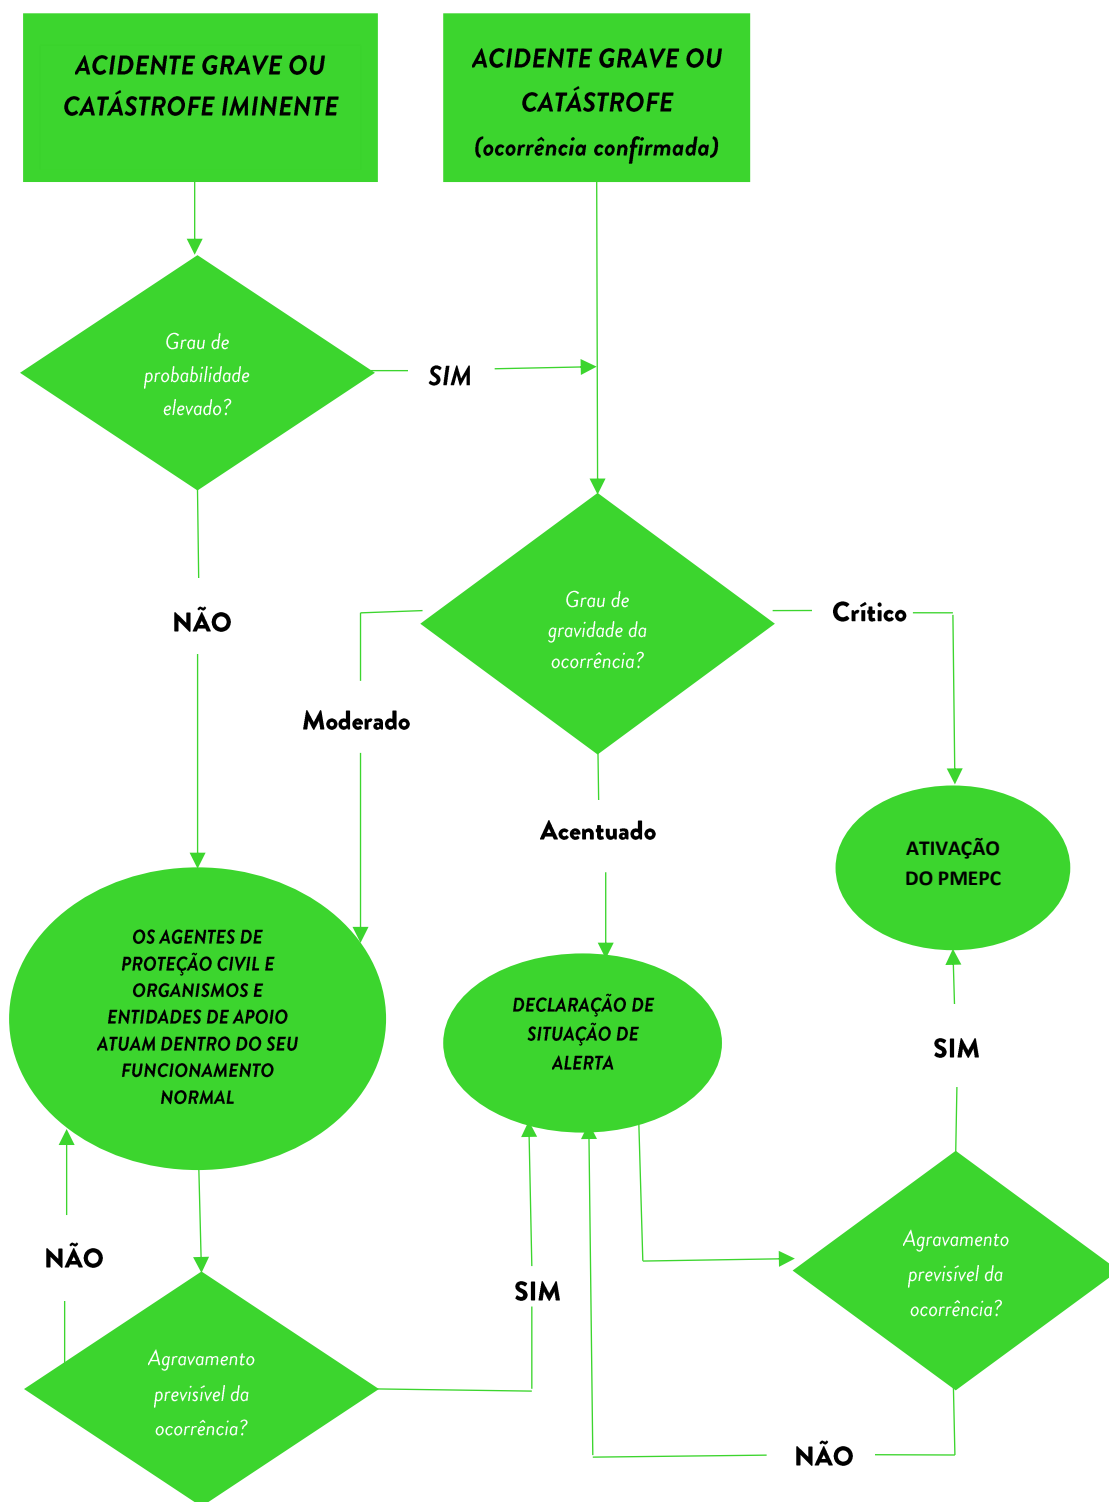 ACIDENTE GRAVE OU
CATÁSTROFE IMINENTE
ACIDENTE GRAVE OU
CATÁSTROFE
(ocorrência confirmada)
Grau de
probabilidade
elevado?
SIM
NÃO
Grau de
gravidade da
ocorrência?
Crítico
Moderado
Acentuado
ATIVAÇÃO
DO PMEPC
OS AGENTES DE
PROTEÇÃO CIVIL E
ORGANISMOS E
ENTIDADES DE APOIO
ATUAM DENTRO DO SEU
FUNCIONAMENTO
NORMAL
DECLARAÇÃO DE
SITUAÇÃO DE
ALERTA
SIM
NÃO
SIM
Agravamento
previsível da
ocorrência?
Agravamento
previsível da
ocorrência?
NÃO